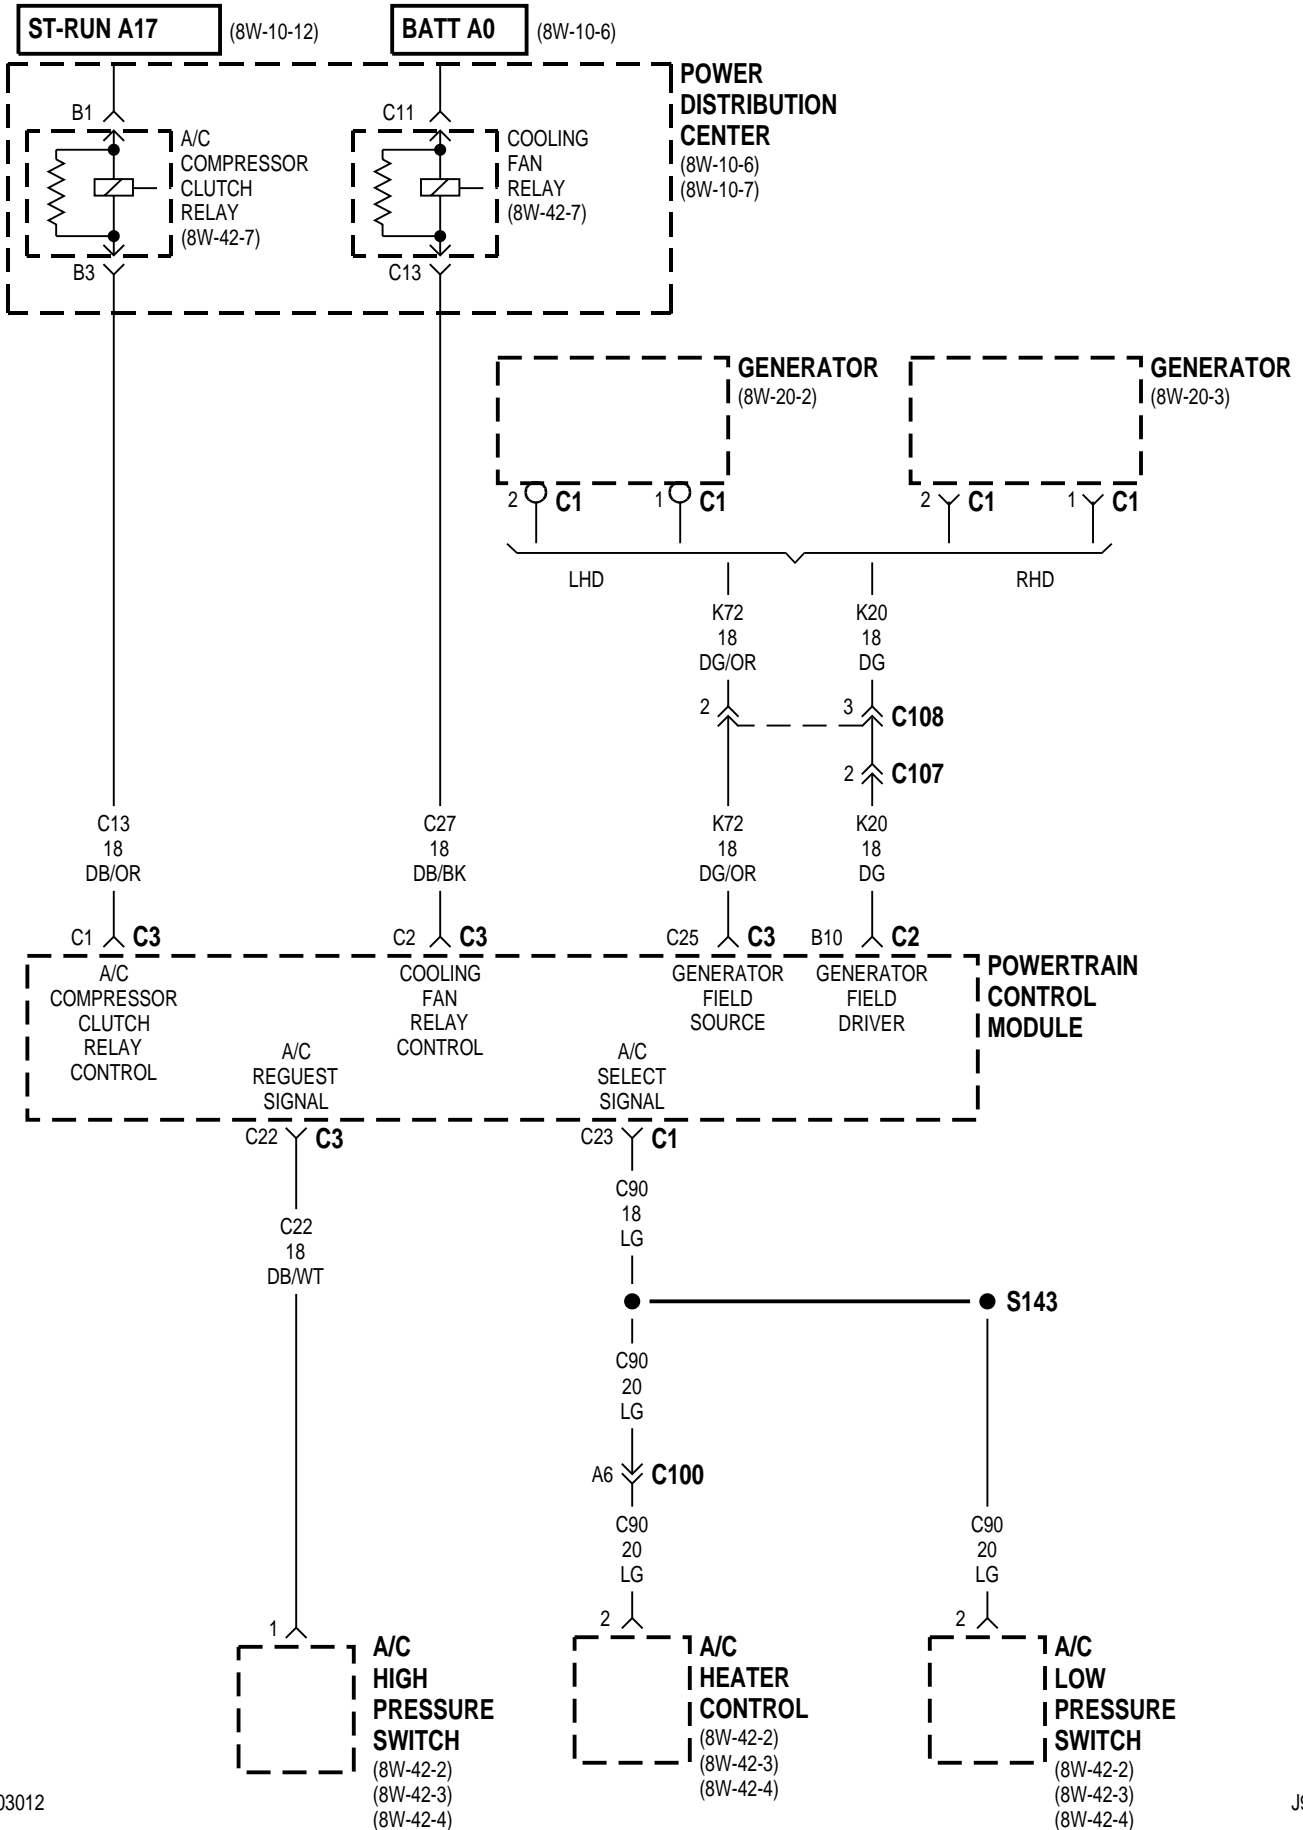 ST-RUN A17 (8W-10-12) BATT A0 (8W-10-6)
POWER
DISTRIBUTION
CENTER
(8W-10-6)
(8W-10-7)
B1
A/C
COMPRESSOR
CLUTCH
RELAY
(8W-42-7)
B3
C11
COOLING
FAN
RELAY
(8W-42-7)
C13
GENERATOR
(8W-20-2)
GENERATOR
(8W-20-3)
2 C1 1 C1 2 C1 1 C1
LHD RHD
K72 K20
18 18
DG/OR DG
2 3 C108
2 C107
C13 C27 K72 K20
18 18 18 18
DB/OR DB/BK DG/OR DG
C1 C3 C2 C3 C25 C3 B10 C2
POWERTRAIN
CONTROL
MODULE
A/C
COMPRESSOR
CLUTCH
RELAY
CONTROL
COOLING
FAN
RELAY
CONTROL
GENERATOR
FIELD
SOURCE
GENERATOR
FIELD
DRIVER
A/C
REGUEST
SIGNAL
A/C
SELECT
SIGNAL
C22 C3 C23 C1
C90
18
LG
C22
18
DB/WT
S143
C90
20
LG
A6 C100
C90 C90
20 20
LG LG
1 2 2
A/C
HIGH
PRESSURE
SWITCH
(8W-42-2)
(8W-42-3)
(8W-42-4)
A/C
HEATER
CONTROL
(8W-42-2)
(8W-42-3)
(8W-42-4)
A/C
LOW
PRESSURE
SWITCH
(8W-42-2)
(8W-42-3)
(8W-42-4)
03012 J9